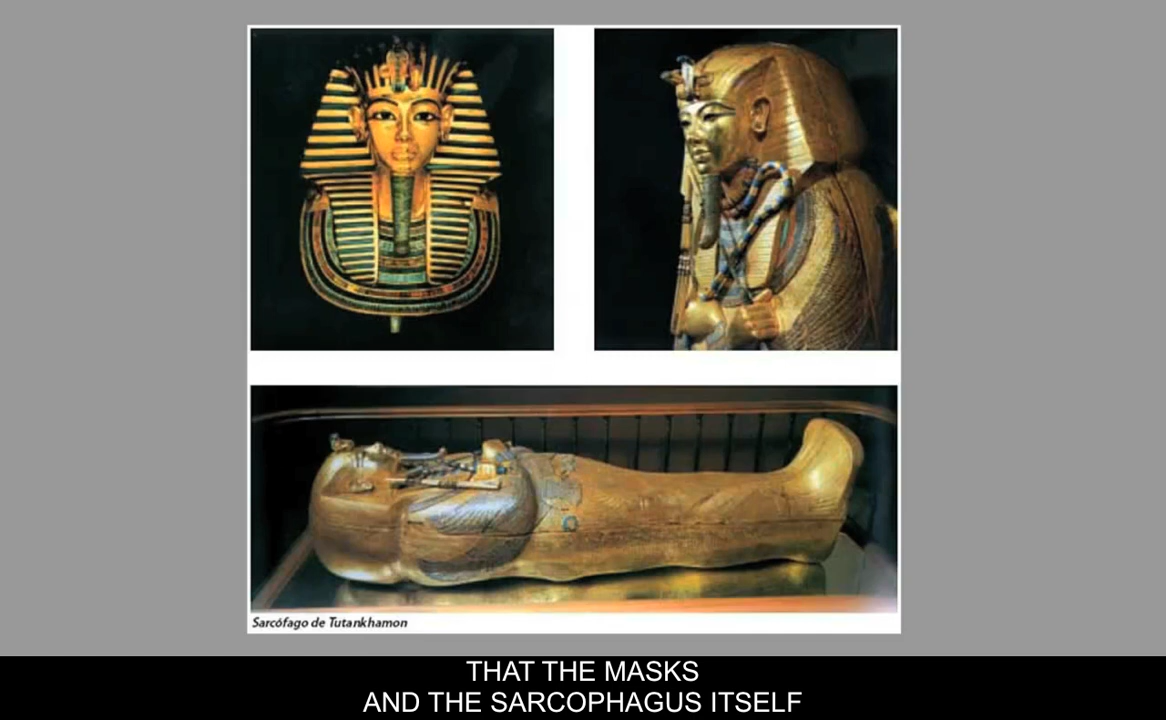 Sarcófago de Tutankhamon
THAT THE MASKS
AND THE SARCOPHAGUS ITSELF